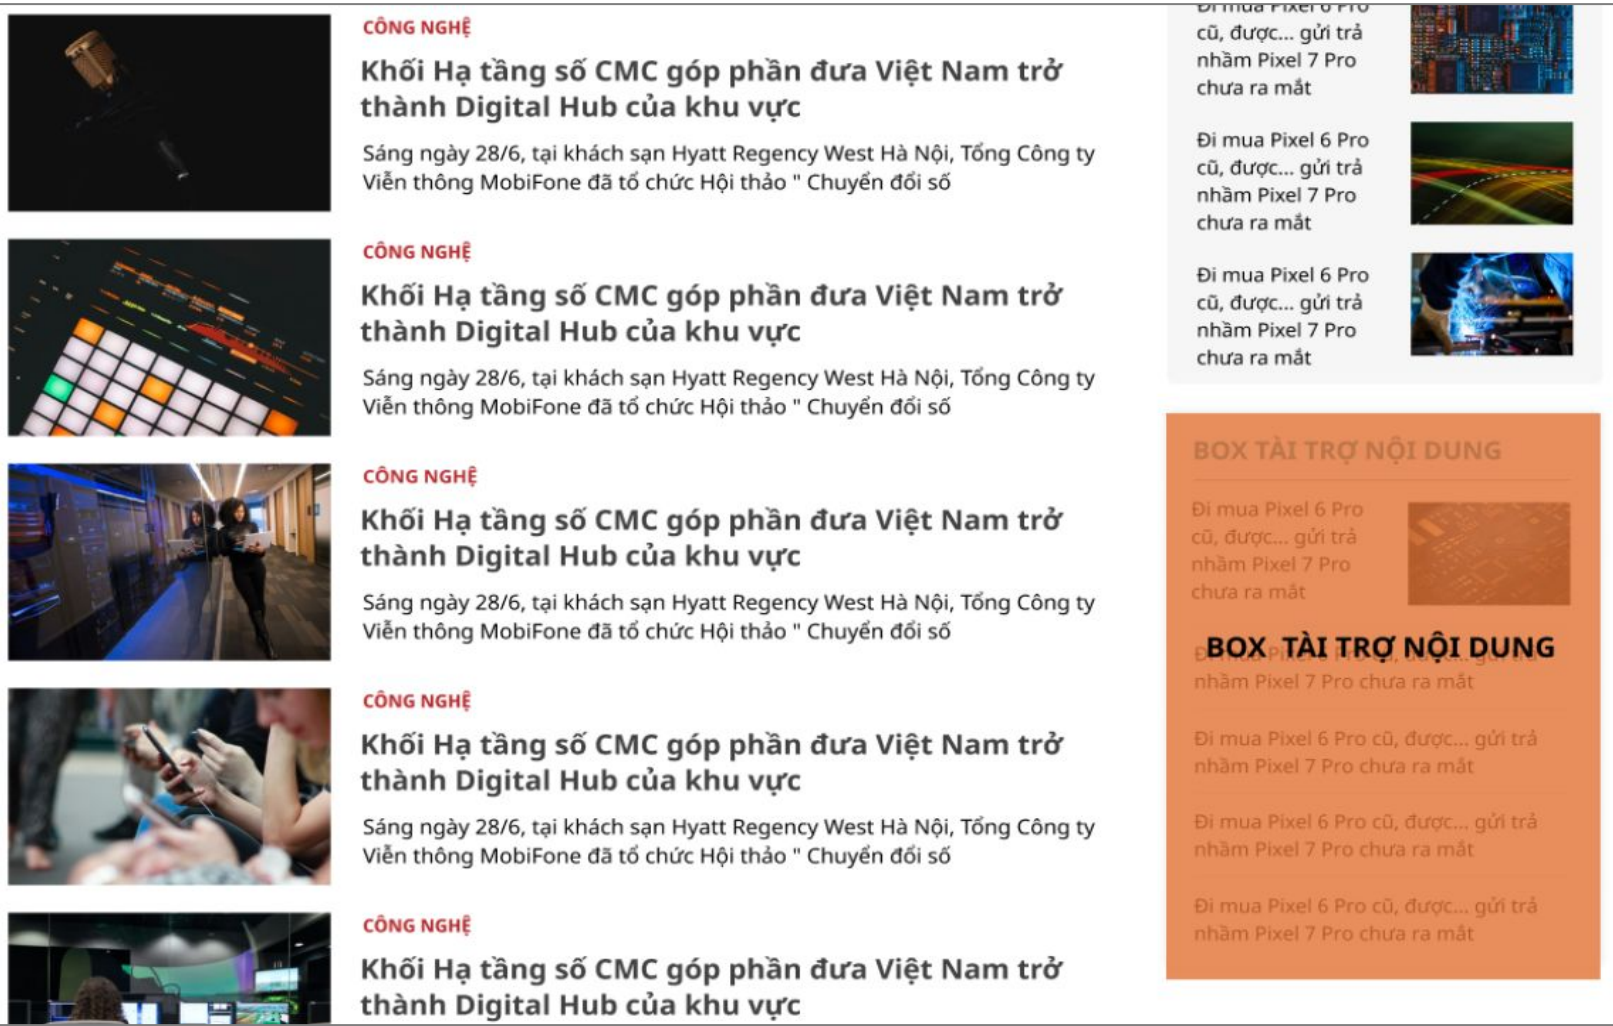 CÔNG NGHỆ
Khối Hạ tầng số CMC góp phần đưa Việt Nam trở
thành Digital Hub của khu vực
Sáng ngày 28/6, tại khách sạn Hyatt Regency West Hà Nội, Tổng Công ty
Viễn thông MobiFone đã tổ chức Hội thảo " Chuyển đổi số
CÔNG NGHỆ
Khối Hạ tầng số CMC góp phần đưa Việt Nam trở
thành Digital Hub của khu vực
Sáng ngày 28/6, tại khách sạn Hyatt Regency West Hà Nội, Tổng Công ty
Viễn thông MobiFone đã tổ chức Hội thảo " Chuyển đổi số
CÔNG NGHỆ
Khối Hạ tầng số CMC góp phần đưa Việt Nam trở
thành Digital Hub của khu vực
Sáng ngày 28/6, tại khách sạn Hyatt Regency West Hà Nội, Tổng Công ty
Viễn thông MobiFone đã tổ chức Hội thảo " Chuyển đổi số
CÔNG NGHỆ
Khối Hạ tầng số CMC góp phần đưa Việt Nam trở
thành Digital Hub của khu vực
Sáng ngày 28/6, tại khách sạn Hyatt Regency West Hà Nội, Tổng Công ty
Viễn thông MobiFone đã tổ chức Hội thảo " Chuyển đổi số
CÔNG NGHỆ
Khối Hạ tầng số CMC góp phần đưa Việt Nam trở
thành Digital Hub của khu vực
Đi mua Pixel 6 Pro
cũ, được... gửi trả
nhầm Pixel 7 Pro
chưa ra mắt
Đi mua Pixel 6 Pro
cũ, được... gửi trả
nhầm Pixel 7 Pro
chưa ra mắt
Đi mua Pixel 6 Pro
cũ, được... gửi trả
nhầm Pixel 7 Pro
chưa ra mắt
BOX TÀI TRỢ NỘI DUNG
Đi mua Pixel 6 Pro
cũ, được... gửi trả
nhầm Pixel 7 Pro
chưa ra mắt
BOX TÀI TRỢ NỘI DUNG
nhầm Pixel 7 Pro chưa ra mắt
Đi mua Pixel 6 Pro cũ, được... gửi trả
nhầm Pixel 7 Pro chưa ra mắt
Đi mua Pixel 6 Pro cũ, được... gửi trả
nhầm Pixel 7 Pro chưa ra mắt
Đi mua Pixel 6 Pro cũ, được... gửi trả
nhầm Pixel 7 Pro chưa ra mắt